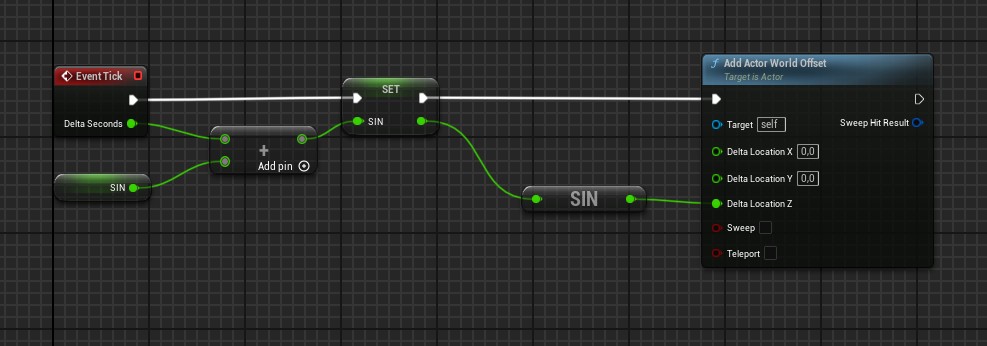 Event Tick
Delta Seconds
SIN
+
Add pin
SET
SIN
SIN
f Add Actor World Offset
Target is Actor
Target self
Sweep Hit Result
Delta Location X 0,0
Delta Location Y 0,0
Delta Location Z
Sweep
Teleport